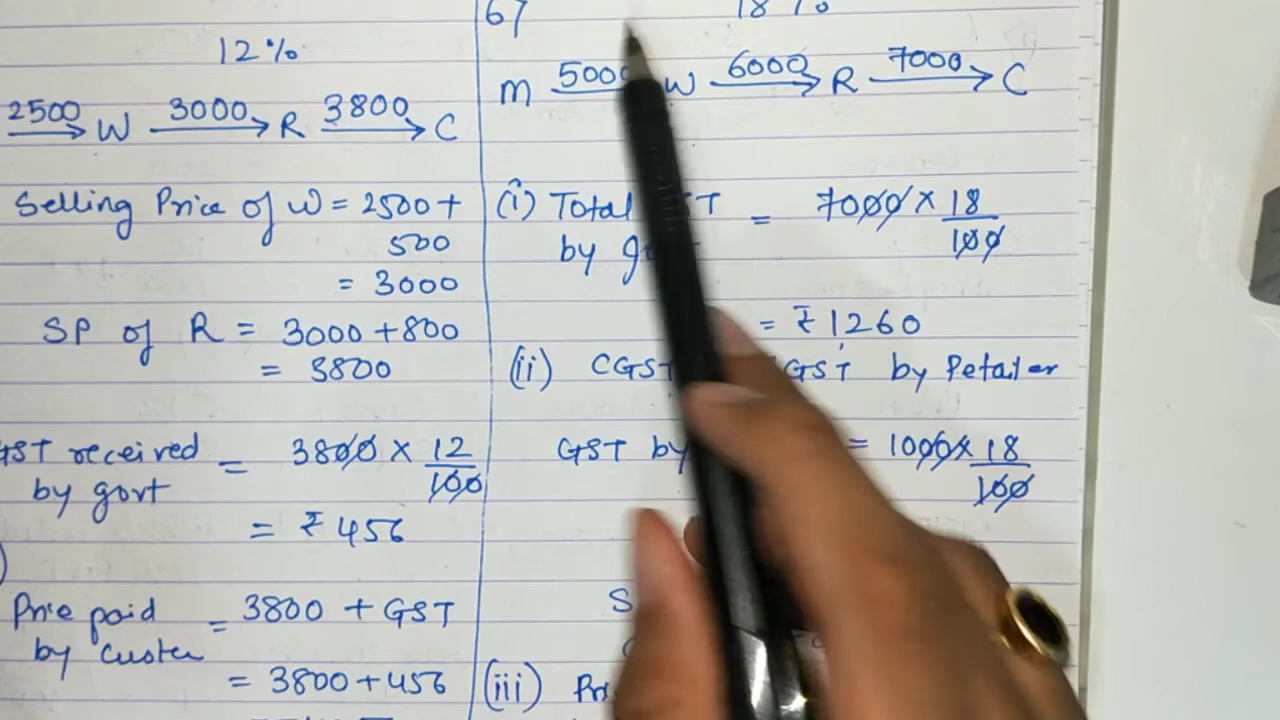 12%
2500 W 3000 R 3800 C
Selling Price of W = 2500 +
500
= 3000
SP of R = 3000 + 800
= 3800
received = 3800 × 12/100
by govt
= ₹ 456
Price paid = 3800 + GST
by custer
= 3800 + 456
67 18%
M 5000 W 6000 R 7000 C
(i) Total = 7000 × 18/100
by
= ₹ 1260
(ii) CGST by Retailer
GST by = 1000 × 18/100
(iii)